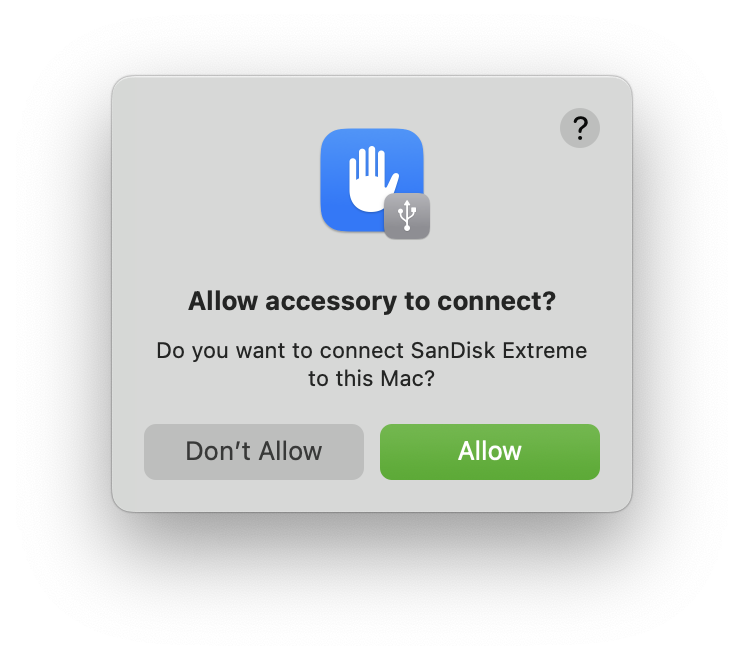 ?
Allow accessory to connect?
Do you want to connect SanDisk Extreme
to this Mac?
Don’t Allow
Allow